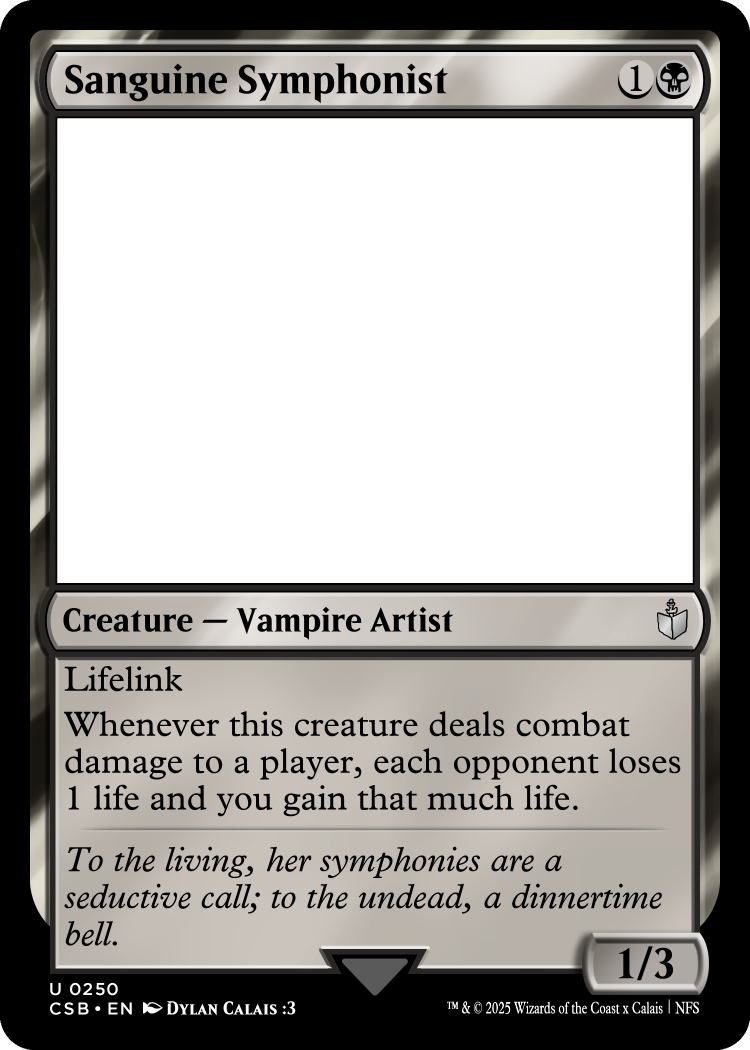 Sanguine Symphonist 1
Creature — Vampire Artist
Lifelink
Whenever this creature deals combat
damage to a player, each opponent loses
1 life and you gain that much life.
To the living, her symphonies are a
seductive call; to the undead, a dinnertime
bell.
1/3
U 0250
CSB • EN Dylan Calais :3
™ & © 2025 Wizards of the Coast x Calais | NFS